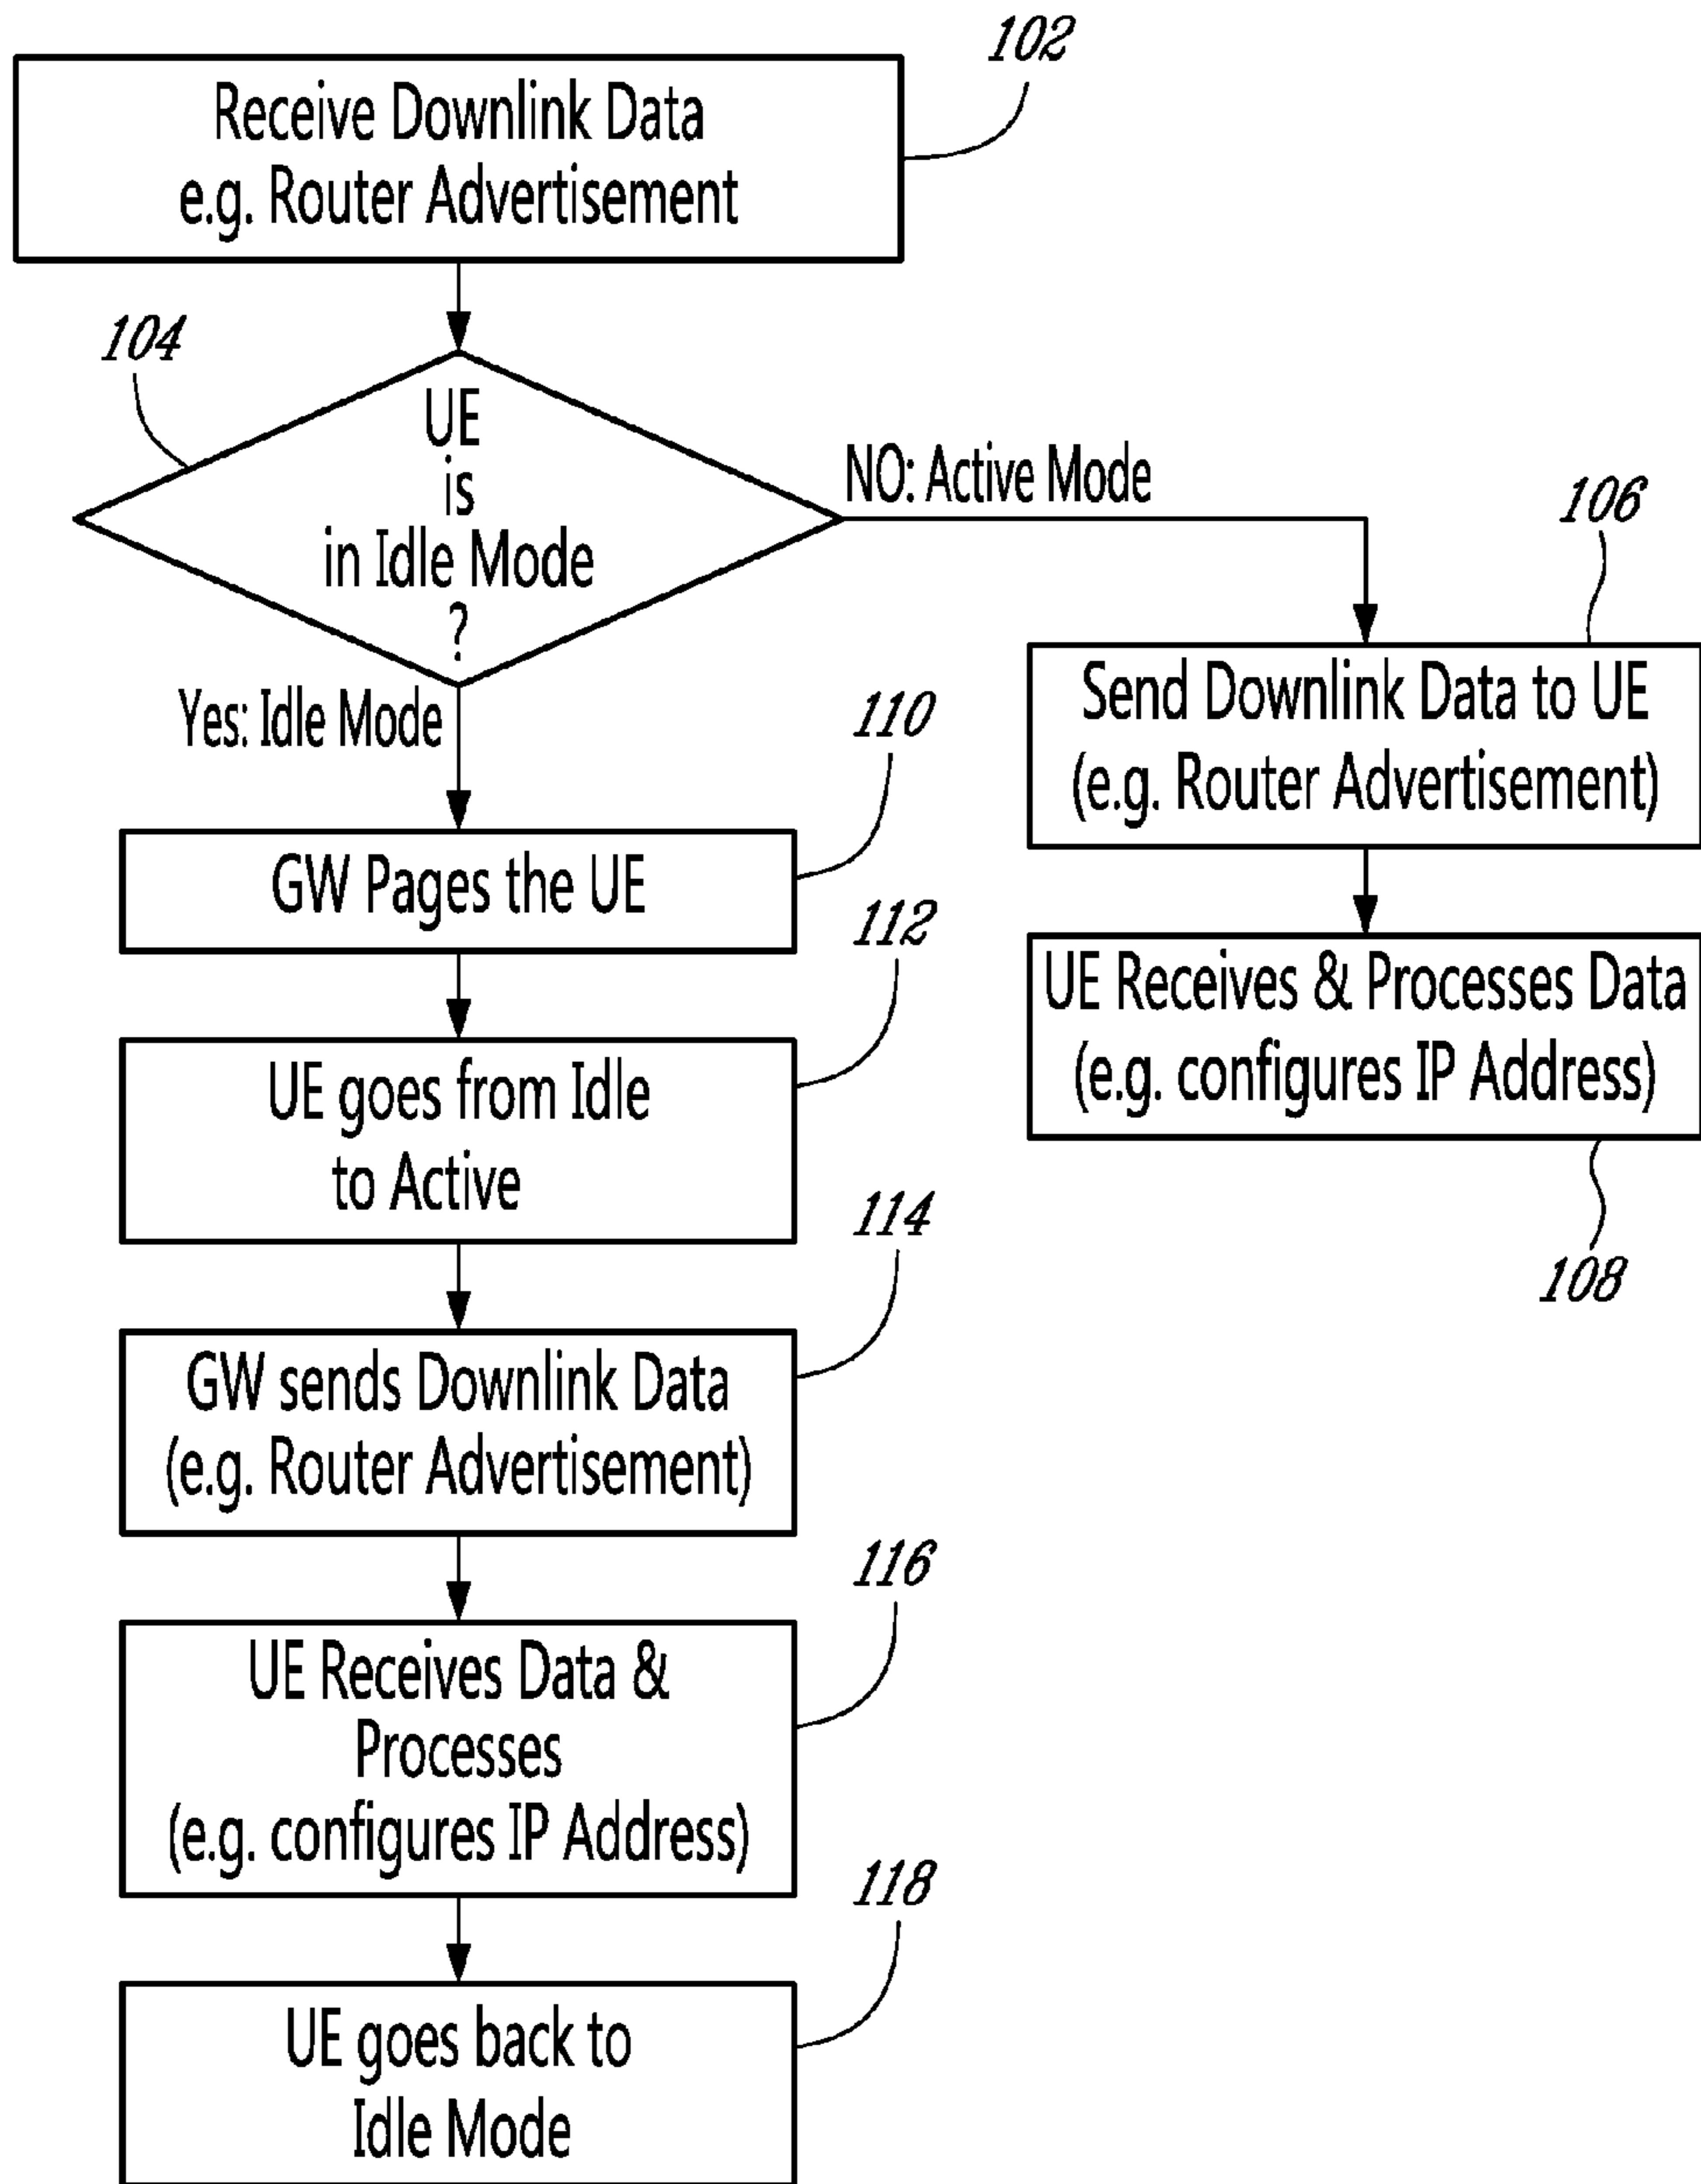 102
Receive Downlink Data
e.g. Router Advertisement
104
UE
is
in Idle Mode
?
NO: Active Mode
Yes: Idle Mode
106
Send Downlink Data to UE
(e.g. Router Advertisement)
UE Receives & Processes Data
(e.g. configures IP Address)
108
110
GW Pages the UE
112
UE goes from Idle
to Active
114
GW sends Downlink Data
(e.g. Router Advertisement)
116
UE Receives Data &
Processes
(e.g. configures IP Address)
118
UE goes back to
Idle Mode